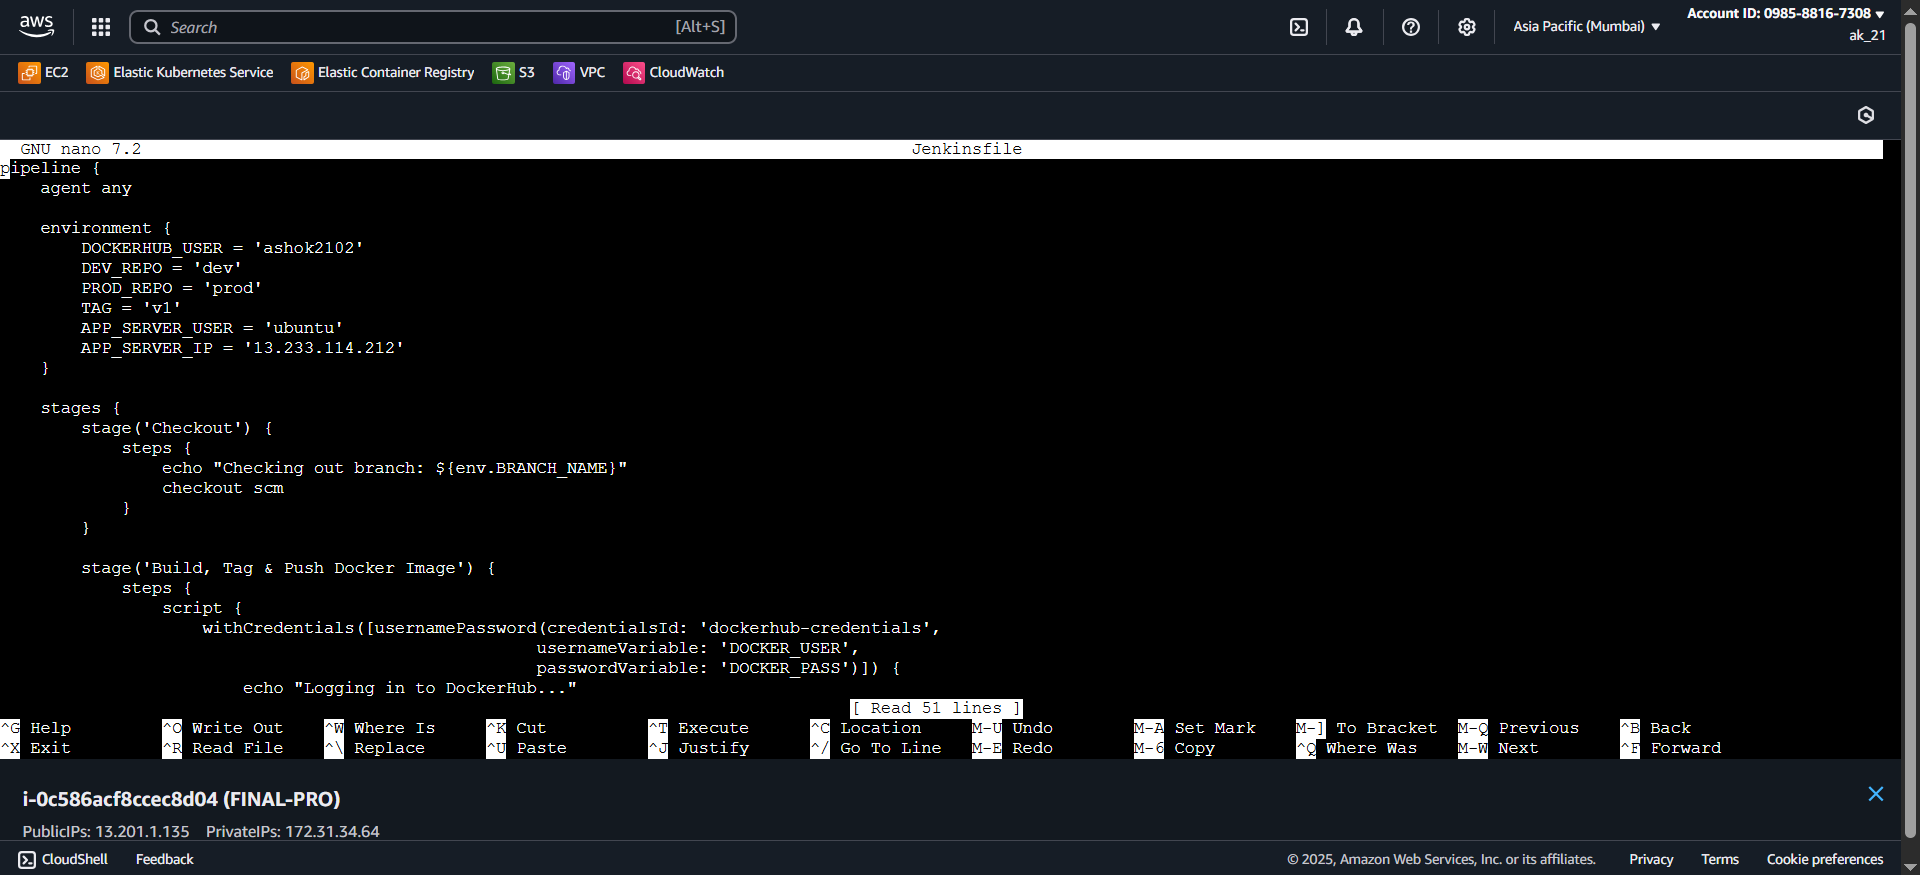 aws
Search
[Alt+S]
Asia Pacific (Mumbai)
Account ID: 0985-8816-7308
ak_21
EC2
Elastic Kubernetes Service
Elastic Container Registry
S3
VPC
CloudWatch
GNU nano 7.2 Jenkinsfile
pipeline {
    agent any

    environment {
        DOCKERHUB_USER = 'ashok2102'
        DEV_REPO = 'dev'
        PROD_REPO = 'prod'
        TAG = 'v1'
        APP_SERVER_USER = 'ubuntu'
        APP_SERVER_IP = '13.233.114.212'
    }

    stages {
        stage('Checkout') {
            steps {
                echo "Checking out branch: ${env.BRANCH_NAME}"
                checkout scm
            }
        }

        stage('Build, Tag & Push Docker Image') {
            steps {
                script {
                    withCredentials([usernamePassword(credentialsId: 'dockerhub-credentials',
                                                     usernameVariable: 'DOCKER_USER',
                                                     passwordVariable: 'DOCKER_PASS')]) {
                        echo "Logging in to DockerHub..."
[ Read 51 lines ]
^G Help ^O Write Out ^W Where Is ^K Cut ^T Execute ^C Location M-U Undo M-A Set Mark M-] To Bracket M-Q Previous ^B Back
^X Exit ^R Read File ^\ Replace ^U Paste ^J Justify ^/ Go To Line M-E Redo M-6 Copy ^Q Where Was M-W Next ^F Forward
i-0c586acf8ccec8d04 (FINAL-PRO)
PublicIPs: 13.201.1.135 PrivateIPs: 172.31.34.64
CloudShell Feedback © 2025, Amazon Web Services, Inc. or its affiliates. Privacy Terms Cookie preferences